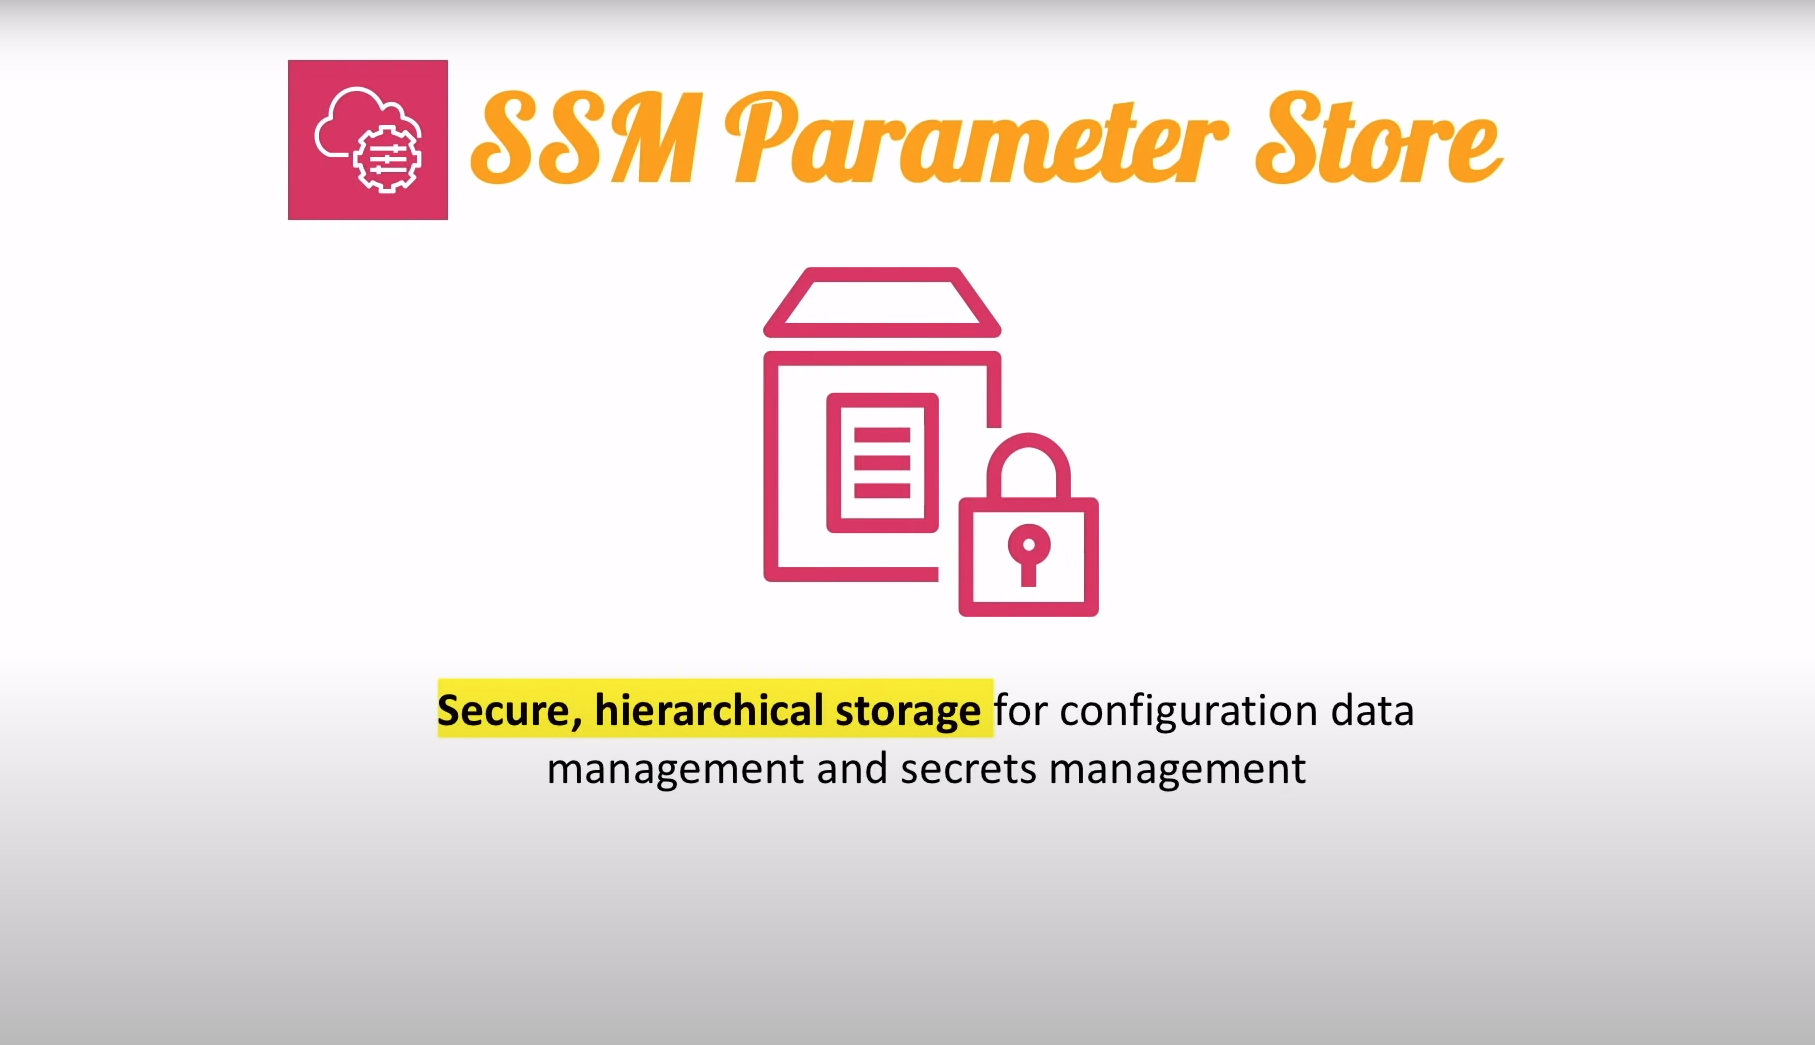 SSM Parameter Store
Secure, hierarchical storage for configuration data
management and secrets management